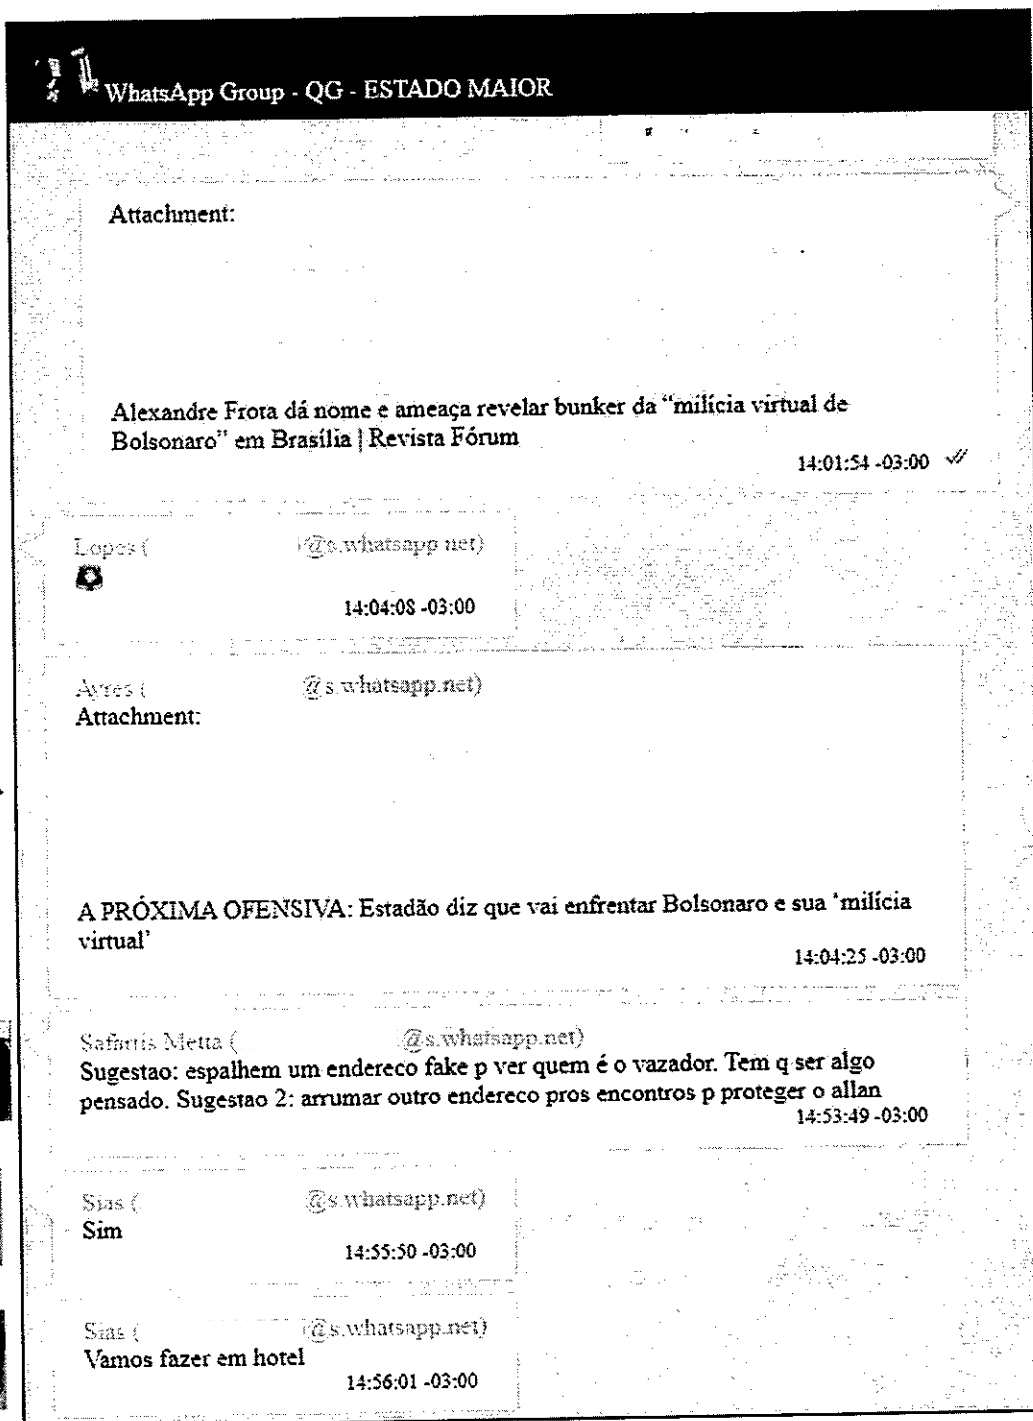 WhatsApp Group - QG - ESTADO MAIOR
Attachment:
Alexandre Frota dá nome e ameaça revelar bunker da “milícia virtual de
Bolsonaro” em Brasília | Revista Fórum
14:01:54 -03:00
Lopes ( @s.whatsapp.net)
14:04:08 -03:00
Ayres ( @s.whatsapp.net)
Attachment:
A PRÓXIMA OFENSIVA: Estadão diz que vai enfrentar Bolsonaro e sua ‘milícia
virtual’
14:04:25 -03:00
Metta ( @s.whatsapp.net)
Sugestao: espalhem um endereco fake p ver quem é o vazador. Tem q ser algo
pensado. Sugestao 2: arrumar outro endereco pros encontros p proteger o allan
14:53:49 -03:00
Sias ( @s.whatsapp.net)
Sim
14:55:50 -03:00
Sias ( @s.whatsapp.net)
Vamos fazer em hotel
14:56:01 -03:00